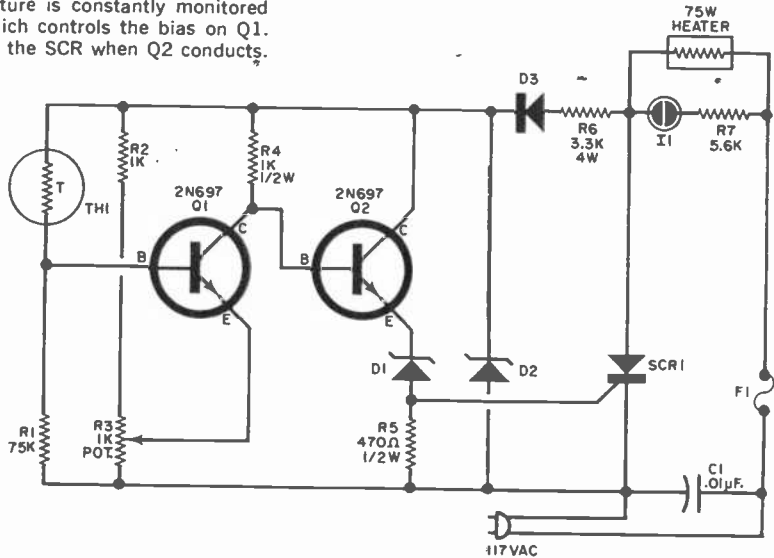 ture is constantly monitored
ich controls the bias on Q1.
the SCR when Q2 conducts.
75W
HEATER
D3
R6
3.3K
4W
I1
R7
5.6K
R2
1K
R4
1K
1/2W
T
TH1
2N697
Q1
2N697
Q2
B
C
E
B
C
E
D1
D2
SCR1
F1
R1
75K
R3
1K
POT.
R5
470Ω
1/2W
C1
.01µF.
117VAC